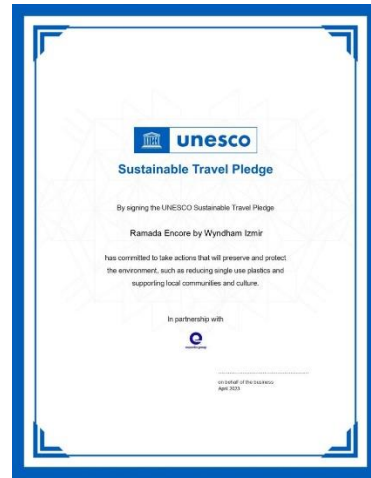 unesco
Sustainable Travel Pledge
By signing the UNESCO Sustainable Travel Pledge
Ramada Encore by Wyndham Izmir
has committed to take actions that will preserve and protect
the environment, such as reducing single use plastics and
supporting local communities and culture.
In partnership with
on behalf of the business
April 2023